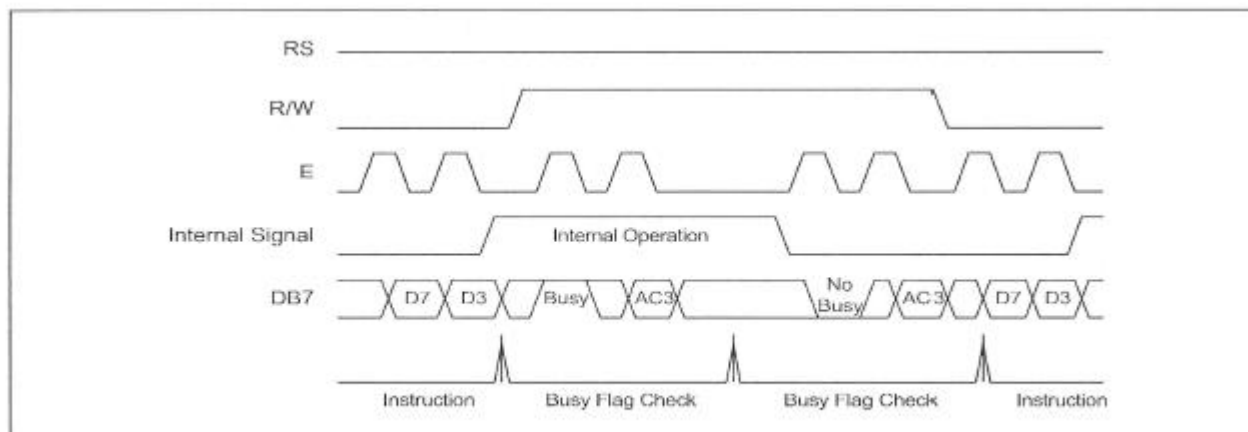 RS
R/W
E
Internal Signal
Internal Operation
DB7
D7
D3
Busy
AC3
No
Busy
AC3
D7
D3
Instruction
Busy Flag Check
Busy Flag Check
Instruction